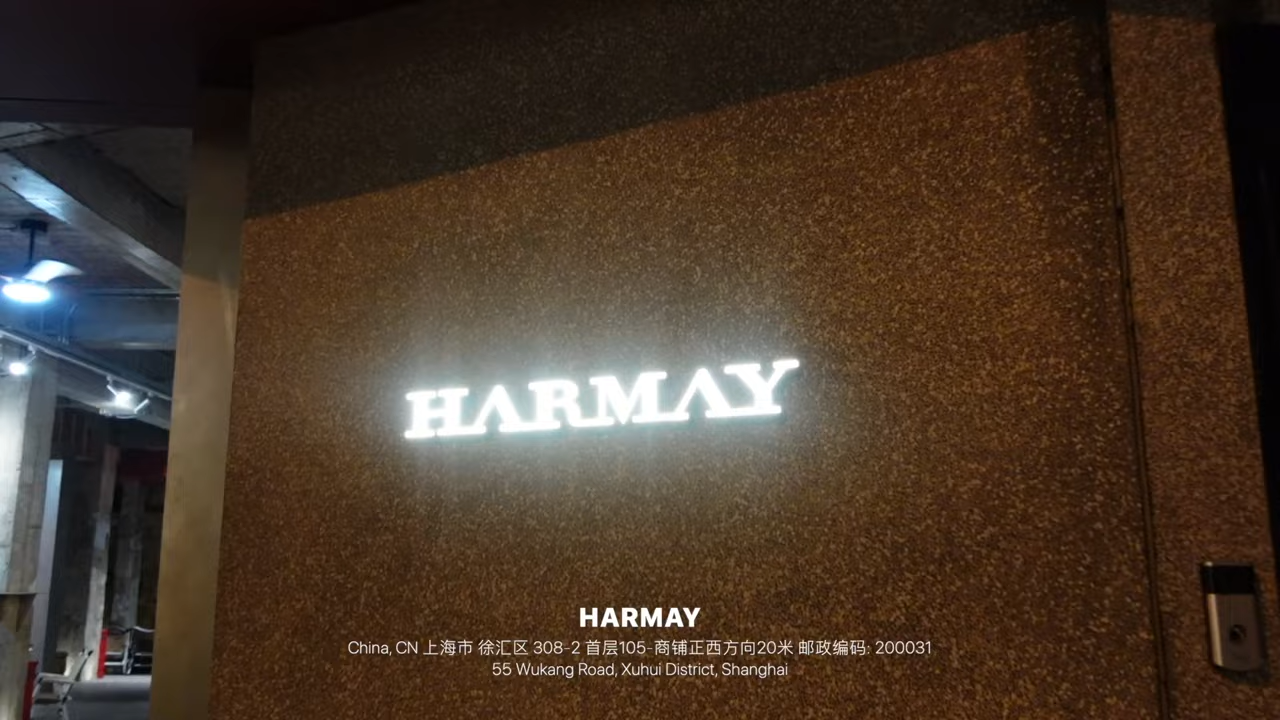 HARMAY
HARMAY
China, CN 上海市 徐汇区 308-2 首层105-商铺正西方向20米 邮政编码: 200031
55 Wukang Road, Xuhui District, Shanghai